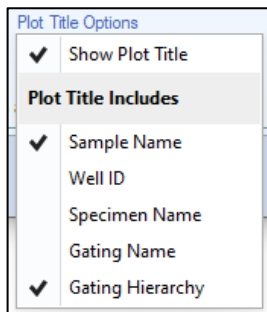 Plot Title Options
Show Plot Title
Plot Title Includes
Sample Name
Well ID
Specimen Name
Gating Name
Gating Hierarchy